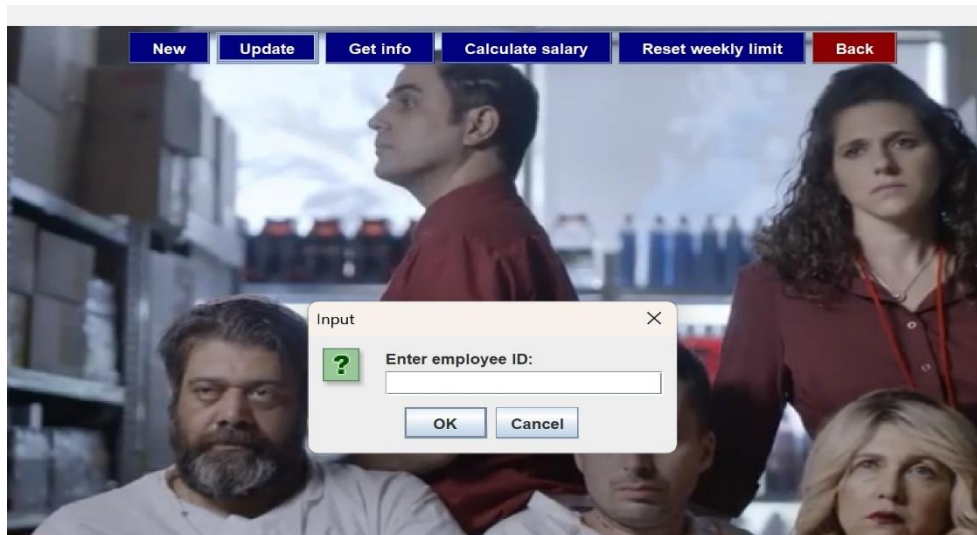 New Update Get info Calculate salary Reset weekly limit Back
Input
?
Enter employee ID:
OK Cancel